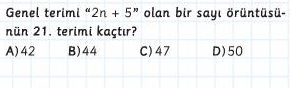 Genel terimi “2n + 5” olan bir sayı örüntüsü-
nün 21. terimi kaçtır?
A) 42 B) 44 C) 47 D) 50